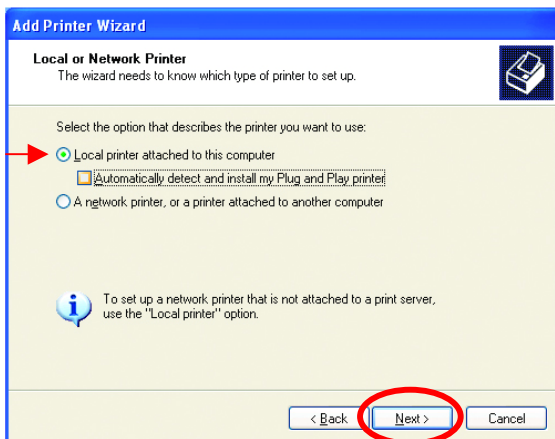 Add Printer Wizard
Local or Network Printer
The wizard needs to know which type of printer to set up.
Select the option that describes the printer you want to use:
Local printer attached to this computer
Automatically detect and install my Plug and Play printer
A network printer, or a printer attached to another computer
To set up a network printer that is not attached to a print server,
use the "Local printer" option.
< Back
Next >
Cancel